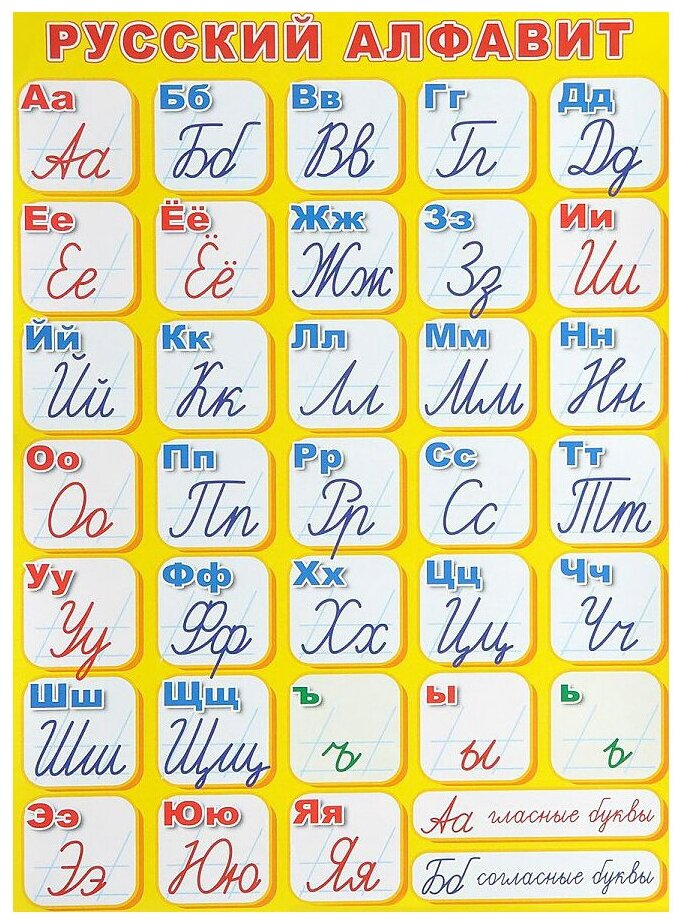 РУССКИЙ АЛФАВИТ
Аа Бб Вв Гг Дд
Аа Бб Вв Гг Дд
Ее Ёё Жж Зз Ии
Ее Ёё Жж Зз Ии
Йй Кк Лл Мм Нн
Йй Кк Лл Мм Нн
Оо Пп Рр Сс Тт
Оо Пп Рр Сс Тт
Уу Фф Хх Цц Чч
Уу Фф Хх Цц Чч
Шш Щщ ъ ы ь
Шш Щщ ъ ы ь
Ээ Юю Яя
Ээ Юю Яя
Аа гласные буквы
Бб согласные буквы